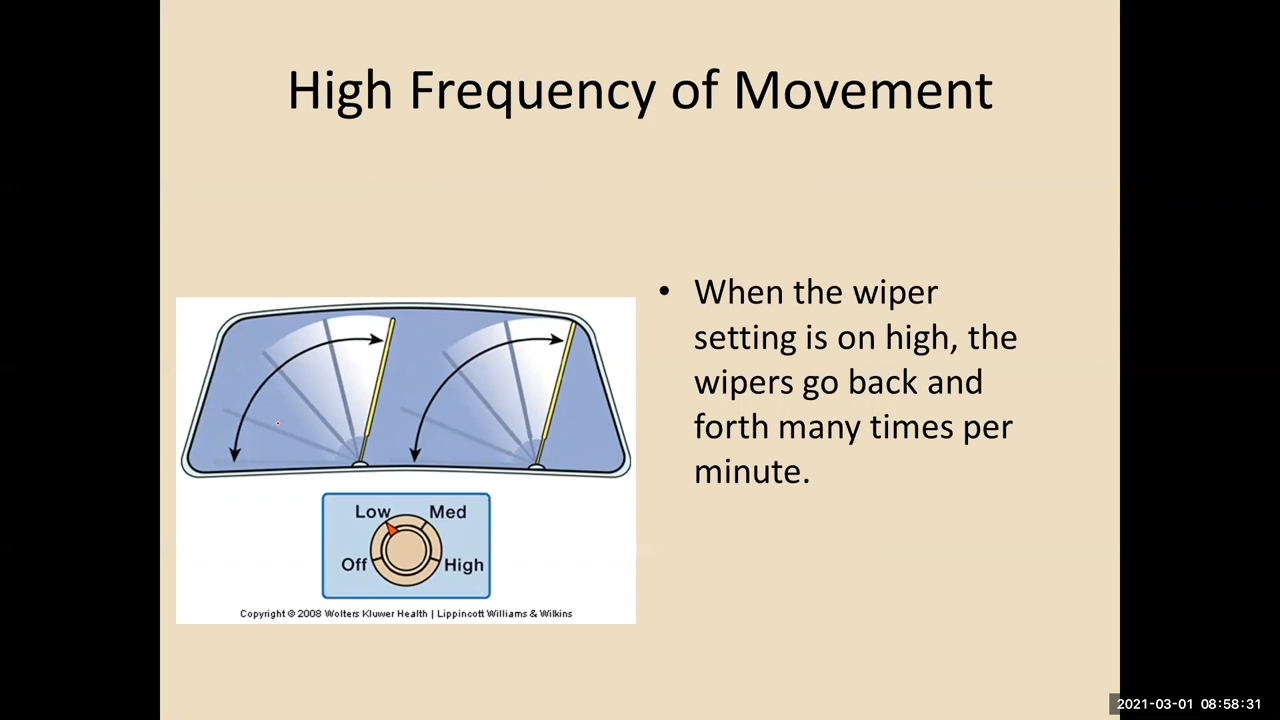 High Frequency of Movement
• When the wiper
setting is on high, the
wipers go back and
forth many times per
minute.
Low Med
Off High
Copyright © 2008 Wolters Kluwer Health | Lippincott Williams & Wilkins
2021-03-01 08:58:31